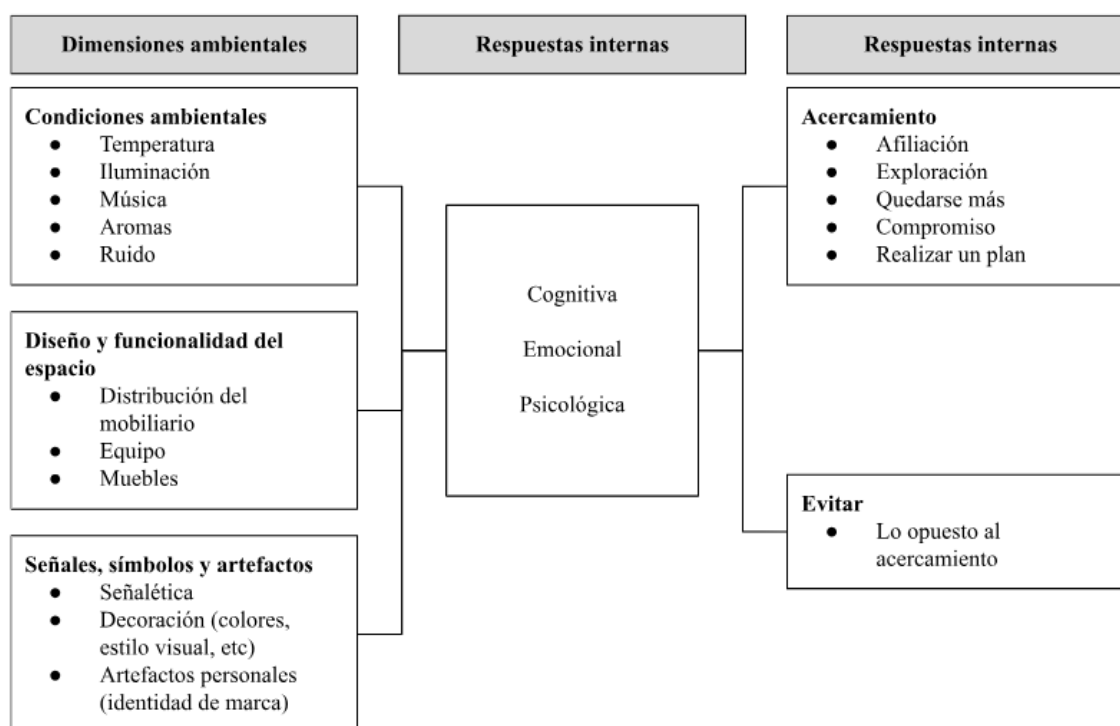 Dimensiones ambientales
Respuestas internas
Respuestas internas
Condiciones ambientales
● Temperatura
● Iluminación
● Música
● Aromas
● Ruido
Diseño y funcionalidad del
espacio
● Distribución del
mobiliario
● Equipo
● Muebles
Señales, símbolos y artefactos
● Señalética
● Decoración (colores,
estilo visual, etc)
● Artefactos personales
(identidad de marca)
Cognitiva
Emocional
Psicológica
Acercamiento
● Afiliación
● Exploración
● Quedarse más
● Compromiso
● Realizar un plan
Evitar
● Lo opuesto al
acercamiento